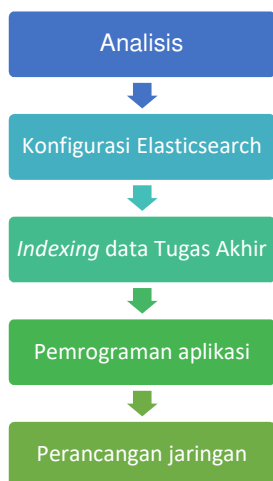 Analisis
Konfigurasi Elasticsearch
Indexing data Tugas Akhir
Pemrograman aplikasi
Perancangan jaringan